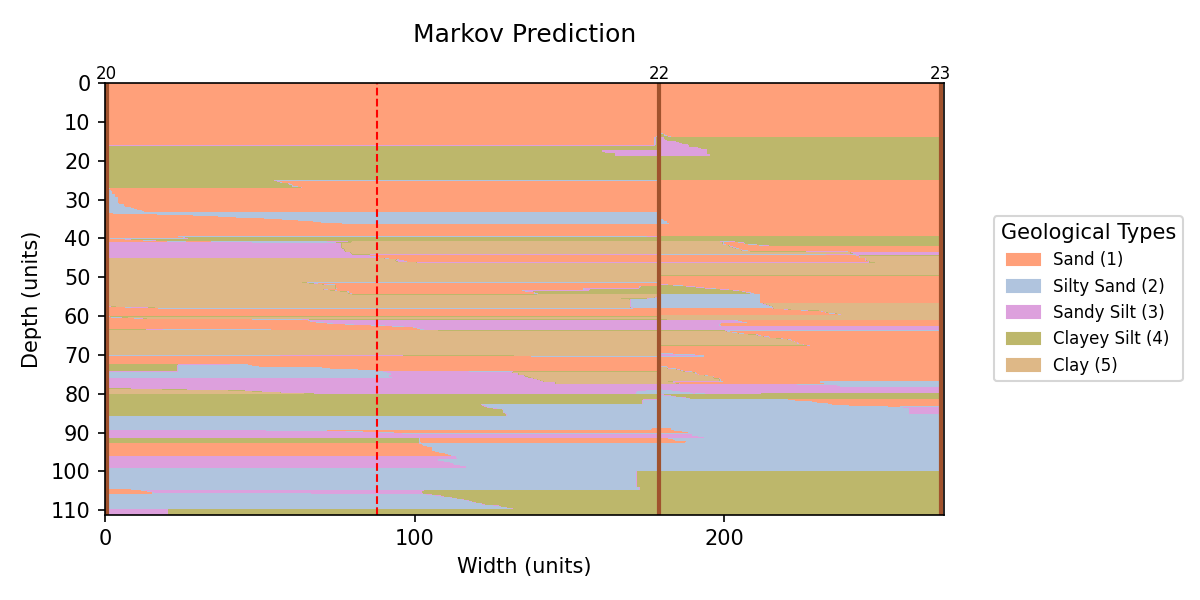 Markov Prediction
20 22 23
0
10
20
30
40
50
60
70
80
90
100
110
Depth (units)
0 100 200
Width (units)
Geological Types
Sand (1)
Silty Sand (2)
Sandy Silt (3)
Clayey Silt (4)
Clay (5)